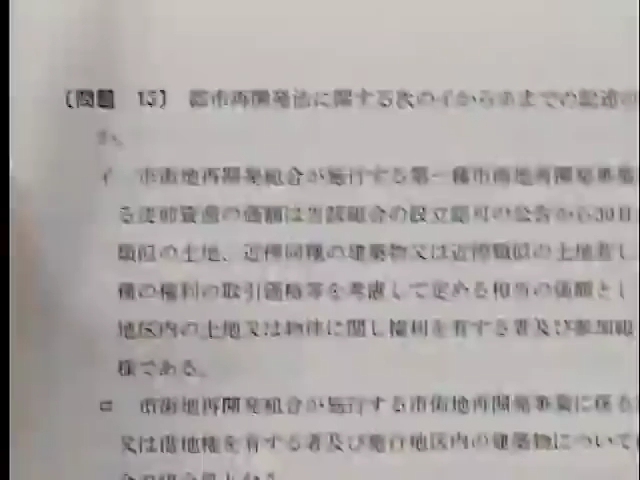 〔問題 15〕 都市再開発法に関する次のイからホまでの記述の
か。
イ 市街地再開発組合が施行する第一種市街地再開発事業
る従前資産の価額は当該組合の設立認可の公告から30日
類似の土地、近傍同種の建築物又は近傍類似の土地若し
種の権利の取引価格等を考慮して定める相当の価額とし
地区内の土地又は物件に関し権利を有する者及び参加組
様である。
ロ 市街地再開発組合が施行する市街地再開発事業に係る
又は借地権を有する者及び施行地区内の建築物について